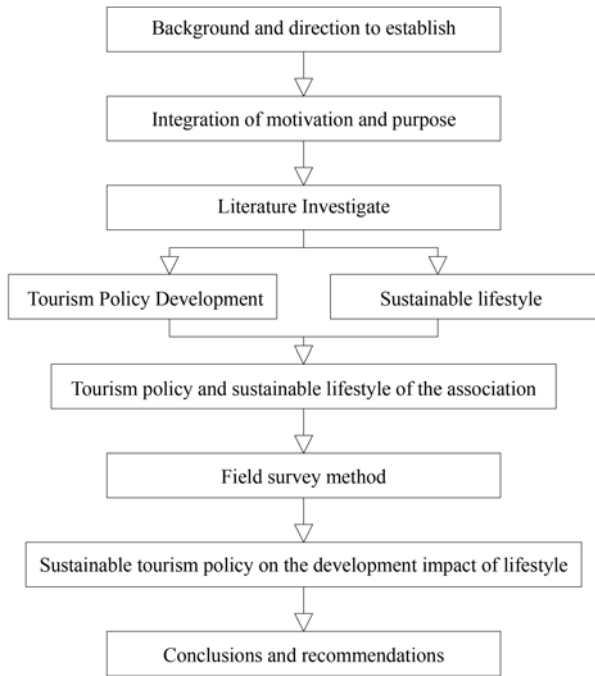 Background and direction to establish
Integration of motivation and purpose
Literature Investigate
Tourism Policy Development
Sustainable lifestyle
Tourism policy and sustainable lifestyle of the association
Field survey method
Sustainable tourism policy on the development impact of lifestyle
Conclusions and recommendations